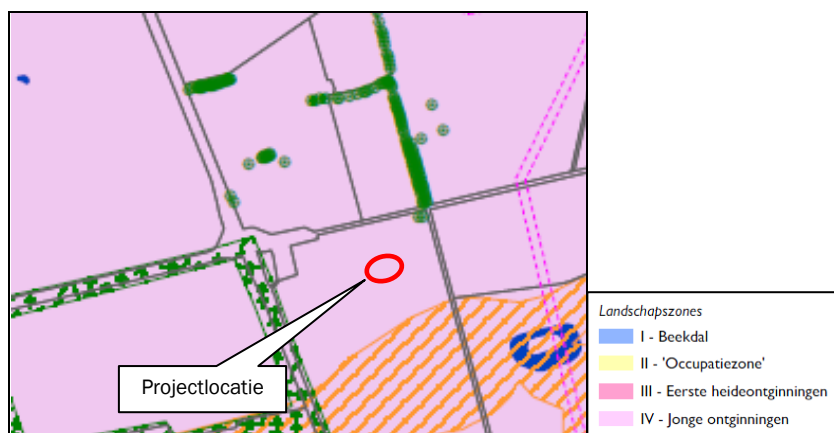 Projectlocatie
Landschapszones
I - Beekdal
II - 'Occupatiezone'
III - Eerste heideontginningen
IV - Jonge ontginningen